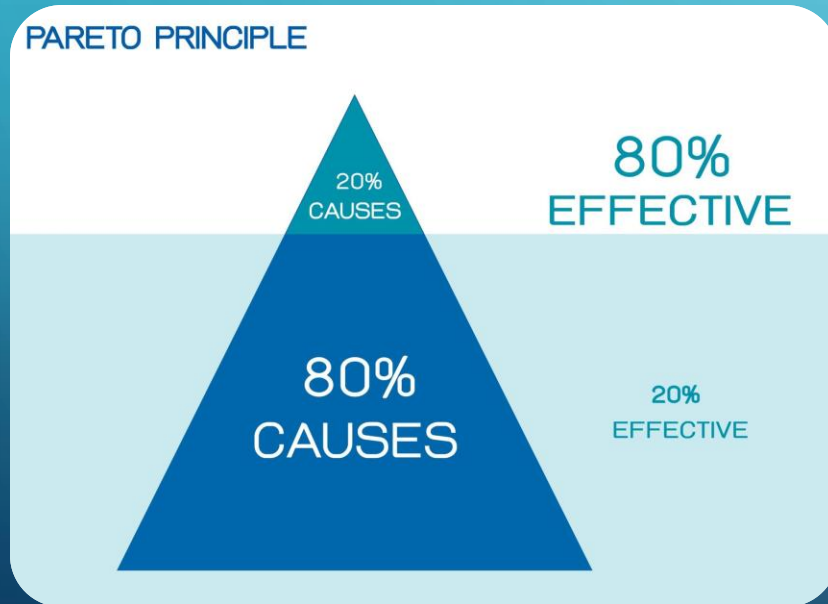 PARETO PRINCIPLE
20%
CAUSES
80%
EFFECTIVE
80%
CAUSES
20%
EFFECTIVE